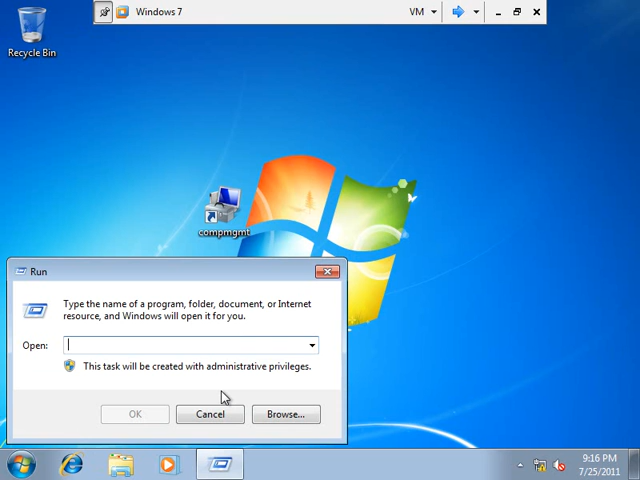 Windows 7
VM
Recycle Bin
compmgmt
Run
Type the name of a program, folder, document, or Internet
resource, and Windows will open it for you.
Open:
This task will be created with administrative privileges.
OK
Cancel
Browse...
9:16 PM
7/25/2011